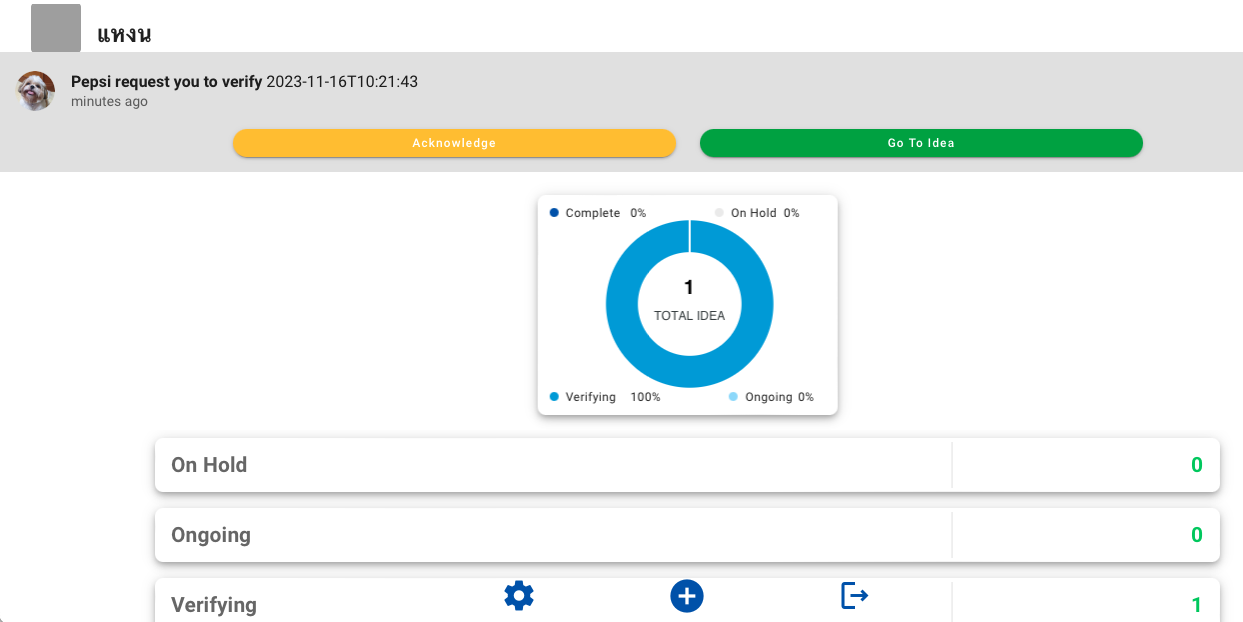 แหงน
Pepsi request you to verify 2023-11-16T10:21:43
minutes ago
Acknowledge Go To Idea
Complete 0% On Hold 0%
1
TOTAL IDEA
Verifying 100% Ongoing 0%
On Hold 0
Ongoing 0
Verifying 1